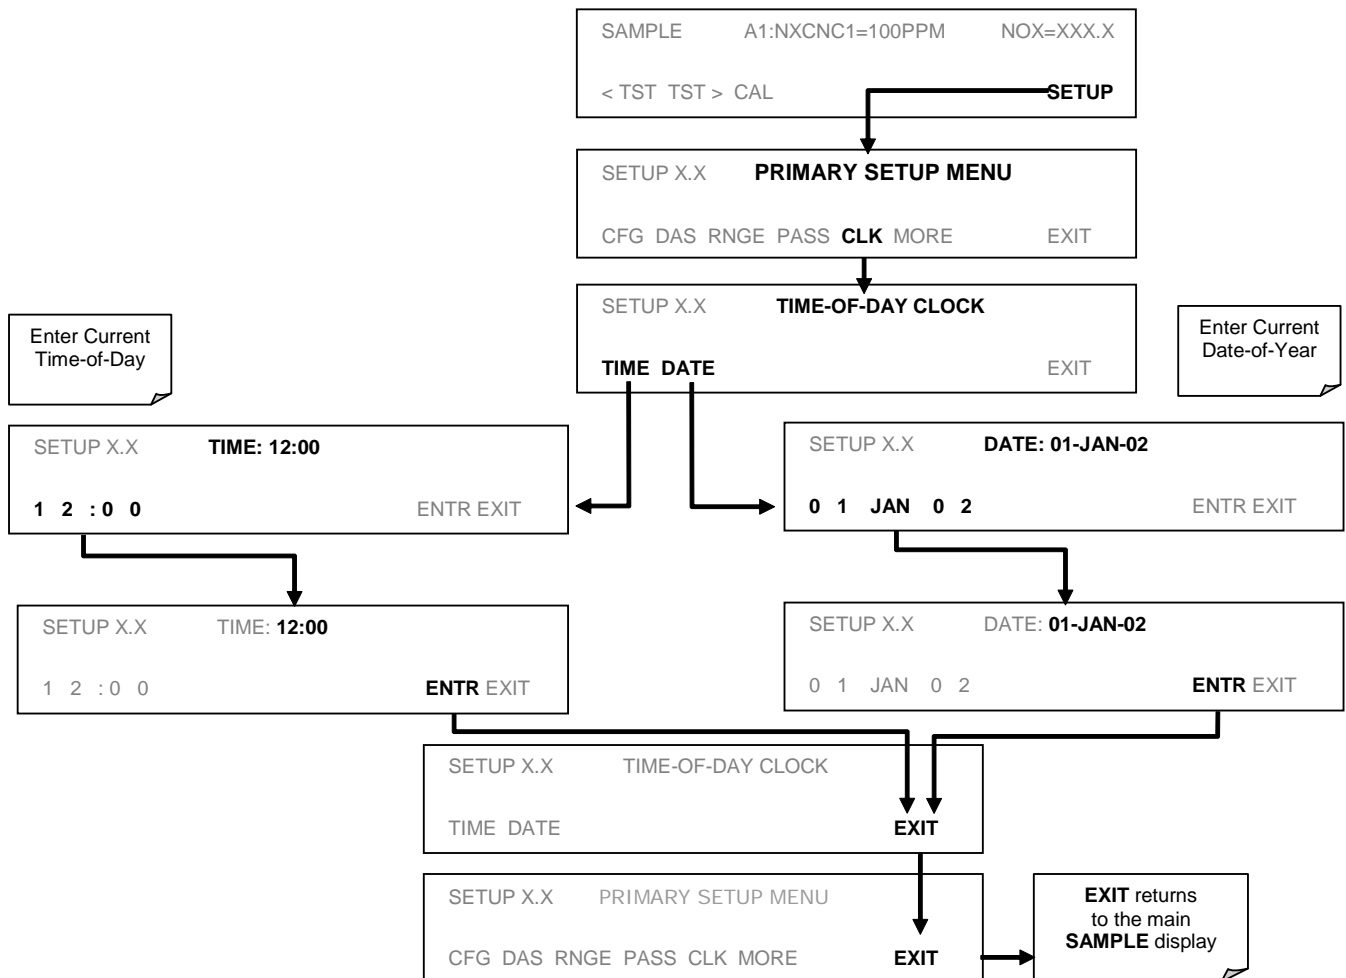 SAMPLE A1:NXCNC1=100PPM NOX=XXX.X
< TST TST > CAL SETUP
SETUP X.X PRIMARY SETUP MENU
CFG DAS RNGE PASS CLK MORE EXIT
SETUP X.X TIME-OF-DAY CLOCK
TIME DATE EXIT
Enter Current
Time-of-Day
Enter Current
Date-of-Year
SETUP X.X TIME: 12:00
1 2 : 0 0 ENTR EXIT
SETUP X.X DATE: 01-JAN-02
0 1 JAN 0 2 ENTR EXIT
SETUP X.X TIME: 12:00
1 2 : 0 0 ENTR EXIT
SETUP X.X DATE: 01-JAN-02
0 1 JAN 0 2 ENTR EXIT
SETUP X.X TIME-OF-DAY CLOCK
TIME DATE EXIT
SETUP X.X PRIMARY SETUP MENU
CFG DAS RNGE PASS CLK MORE EXIT
EXIT returns
to the main
SAMPLE display